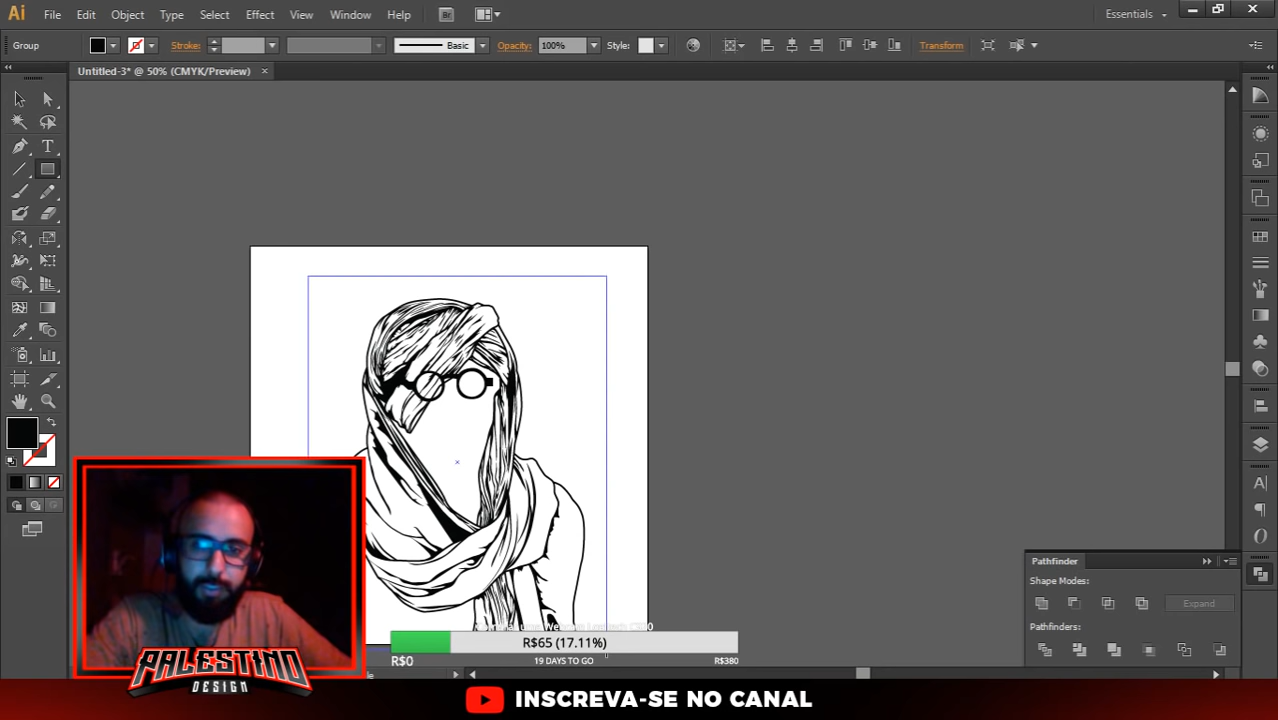 Ai File Edit Object Type Select Effect View Window Help Br Essentials
Group Stroke: Basic Opacity: 100% Style: Transform
Untitled-3* @ 50% (CMYK/Preview)
Pathfinder
Shape Modes:
Expand
Pathfinders:
R$65 (17.11%)
R$0 19 DAYS TO GO R$380
PALESTINO
DESIGN
INSCREVA-SE NO CANAL